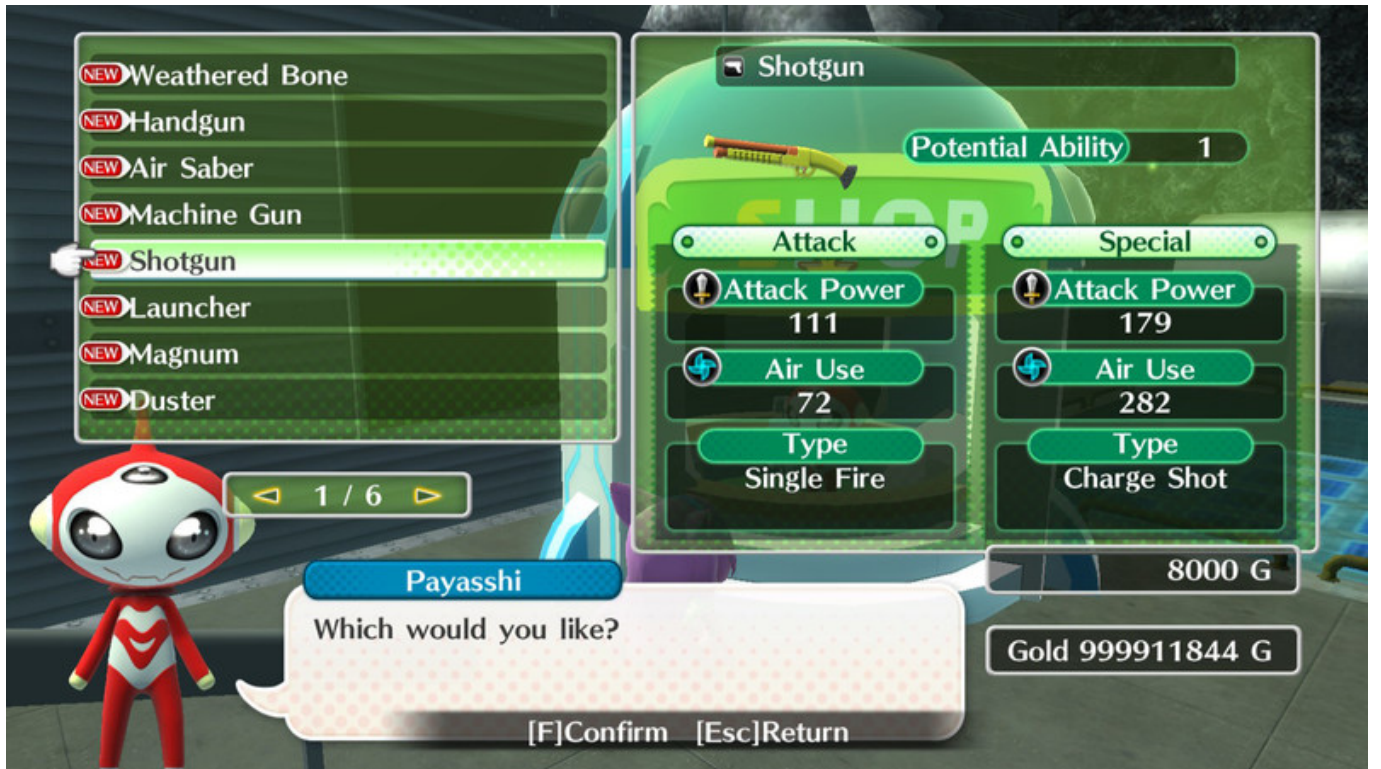 NEW Weathered Bone
NEW Handgun
NEW Air Saber
NEW Machine Gun
NEW Shotgun
NEW Launcher
NEW Magnum
NEW Duster
1 / 6
Shotgun
Potential Ability 1
SHOP
Attack
Attack Power
111
Air Use
72
Type
Single Fire
Special
Attack Power
179
Air Use
282
Type
Charge Shot
8000 G
Gold 999911844 G
Payasshi
Which would you like?
[F]Confirm [Esc]Return